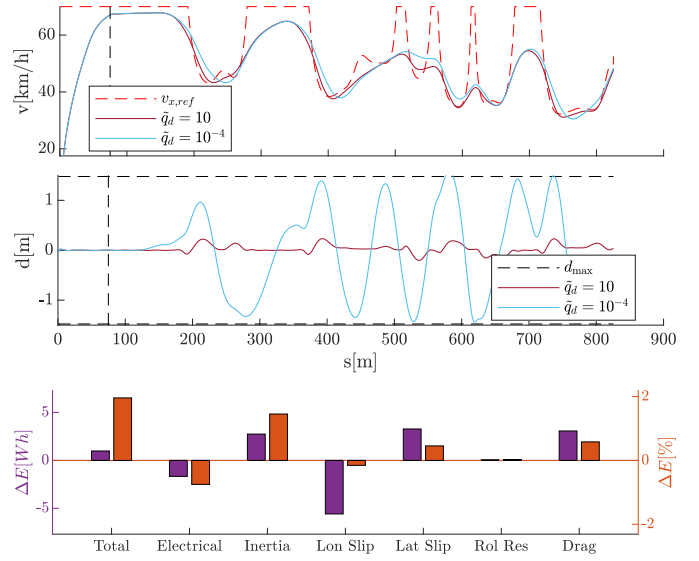 v[km/h]
60
40
20
v_{x,ref}
q̃_d = 10
q̃_d = 10^{-4}
d[m]
1
0
-1
d_{max}
q̃_d = 10
q̃_d = 10^{-4}
0 100 200 300 400 500 600 700 800 900
s[m]
ΔE[Wh]
5
0
-5
ΔE[%]
2
0
-2
Total Electrical Inertia Lon Slip Lat Slip Rol Res Drag